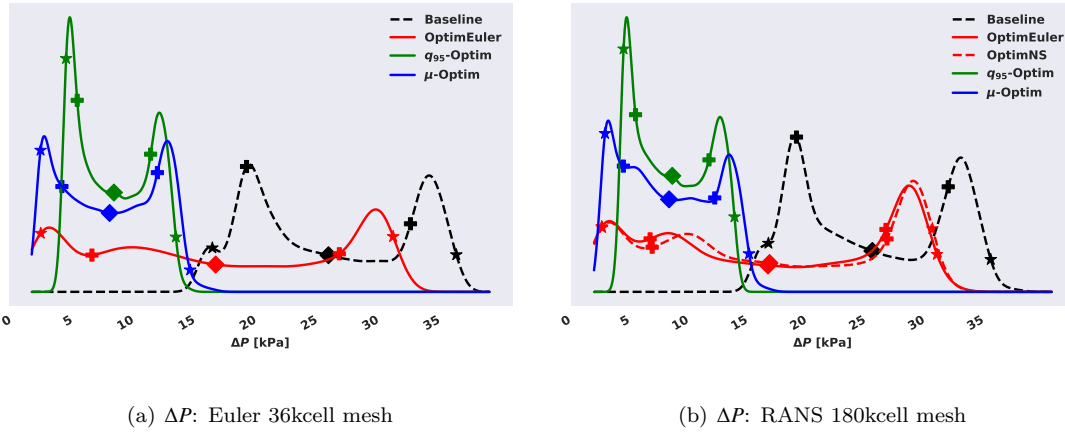 Baseline
OptimEuler
q₉₅-Optim
μ-Optim
0 5 10 15 20 25 30 35
ΔP [kPa]
(a) ΔP: Euler 36kcell mesh
Baseline
OptimEuler
OptimNS
q₉₅-Optim
μ-Optim
0 5 10 15 20 25 30 35
ΔP [kPa]
(b) ΔP: RANS 180kcell mesh